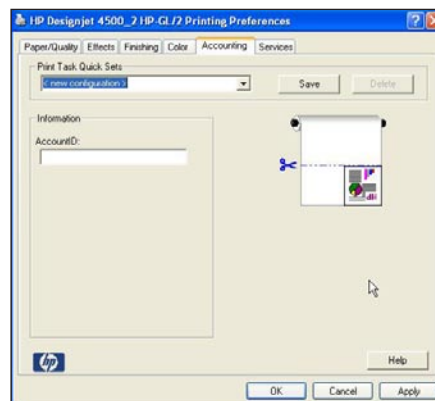 HP Designjet 4500_2 HP-GL/2 Printing Preferences
Paper/Quality Effects Finishing Color Accounting Services
Print Task Quick Sets
< new configuration >
Save
Delete
Information
AccountID:
hp
Help
OK Cancel Apply